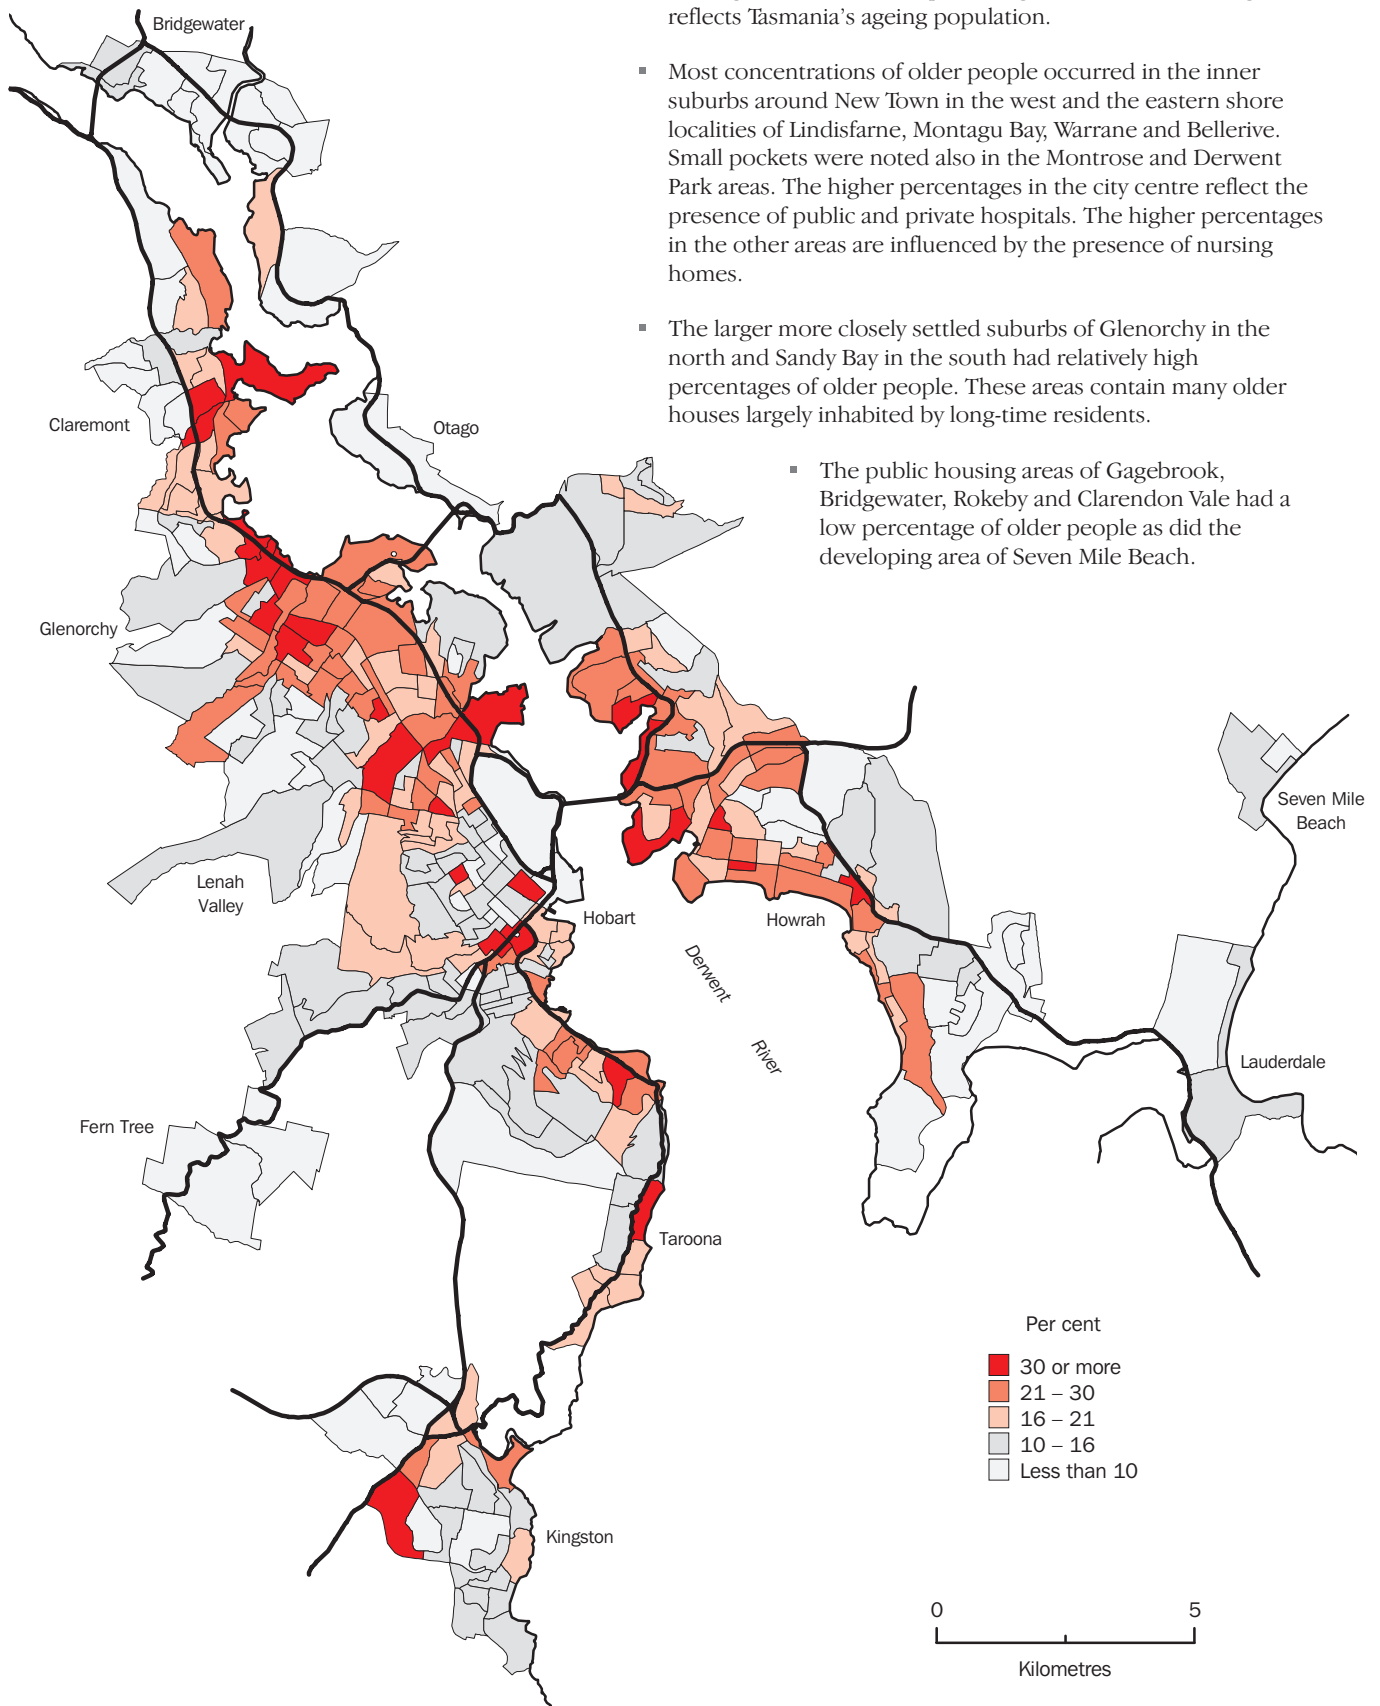 reflects Tasmania's ageing population.
▪ Most concentrations of older people occurred in the inner
suburbs around New Town in the west and the eastern shore
localities of Lindisfarne, Montagu Bay, Warrane and Bellerive.
Small pockets were noted also in the Montrose and Derwent
Park areas. The higher percentages in the city centre reflect the
presence of public and private hospitals. The higher percentages
in the other areas are influenced by the presence of nursing
homes.
▪ The larger more closely settled suburbs of Glenorchy in the
north and Sandy Bay in the south had relatively high
percentages of older people. These areas contain many older
houses largely inhabited by long-time residents.
▪ The public housing areas of Gagebrook,
Bridgewater, Rokeby and Clarendon Vale had a
low percentage of older people as did the
developing area of Seven Mile Beach.
Bridgewater
Claremont
Otago
Glenorchy
Seven Mile
Beach
Lenah
Valley
Hobart
Howrah
Derwent
River
Lauderdale
Fern Tree
Taroona
Kingston
Per cent
30 or more
21 – 30
16 – 21
10 – 16
Less than 10
0 5
Kilometres